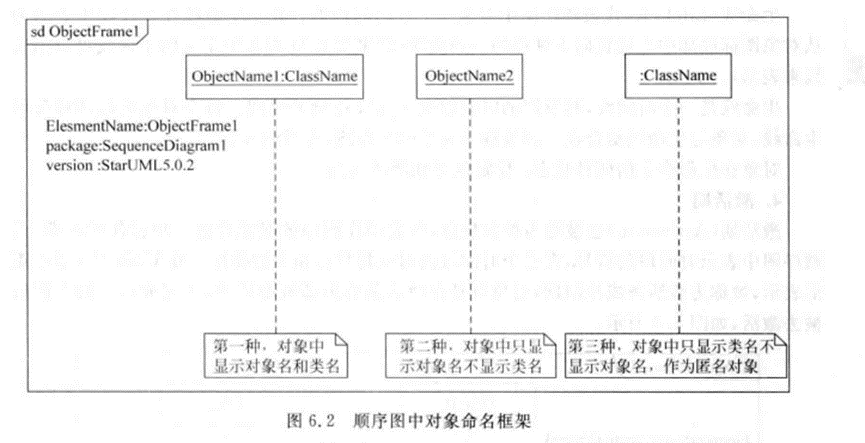 sd ObjectFrame1
ObjectName1:ClassName
ObjectName2
:ClassName
ElesmentName:ObjectFrame1
package:SequenceDiagram1
version :StarUML5.0.2
第一种，对象中
显示对象名和类名
第二种，对象中只显
示对象名不显示类名
第三种，对象中只显示类名不
显示对象名，作为匿名对象
图 6.2 顺序图中对象命名框架